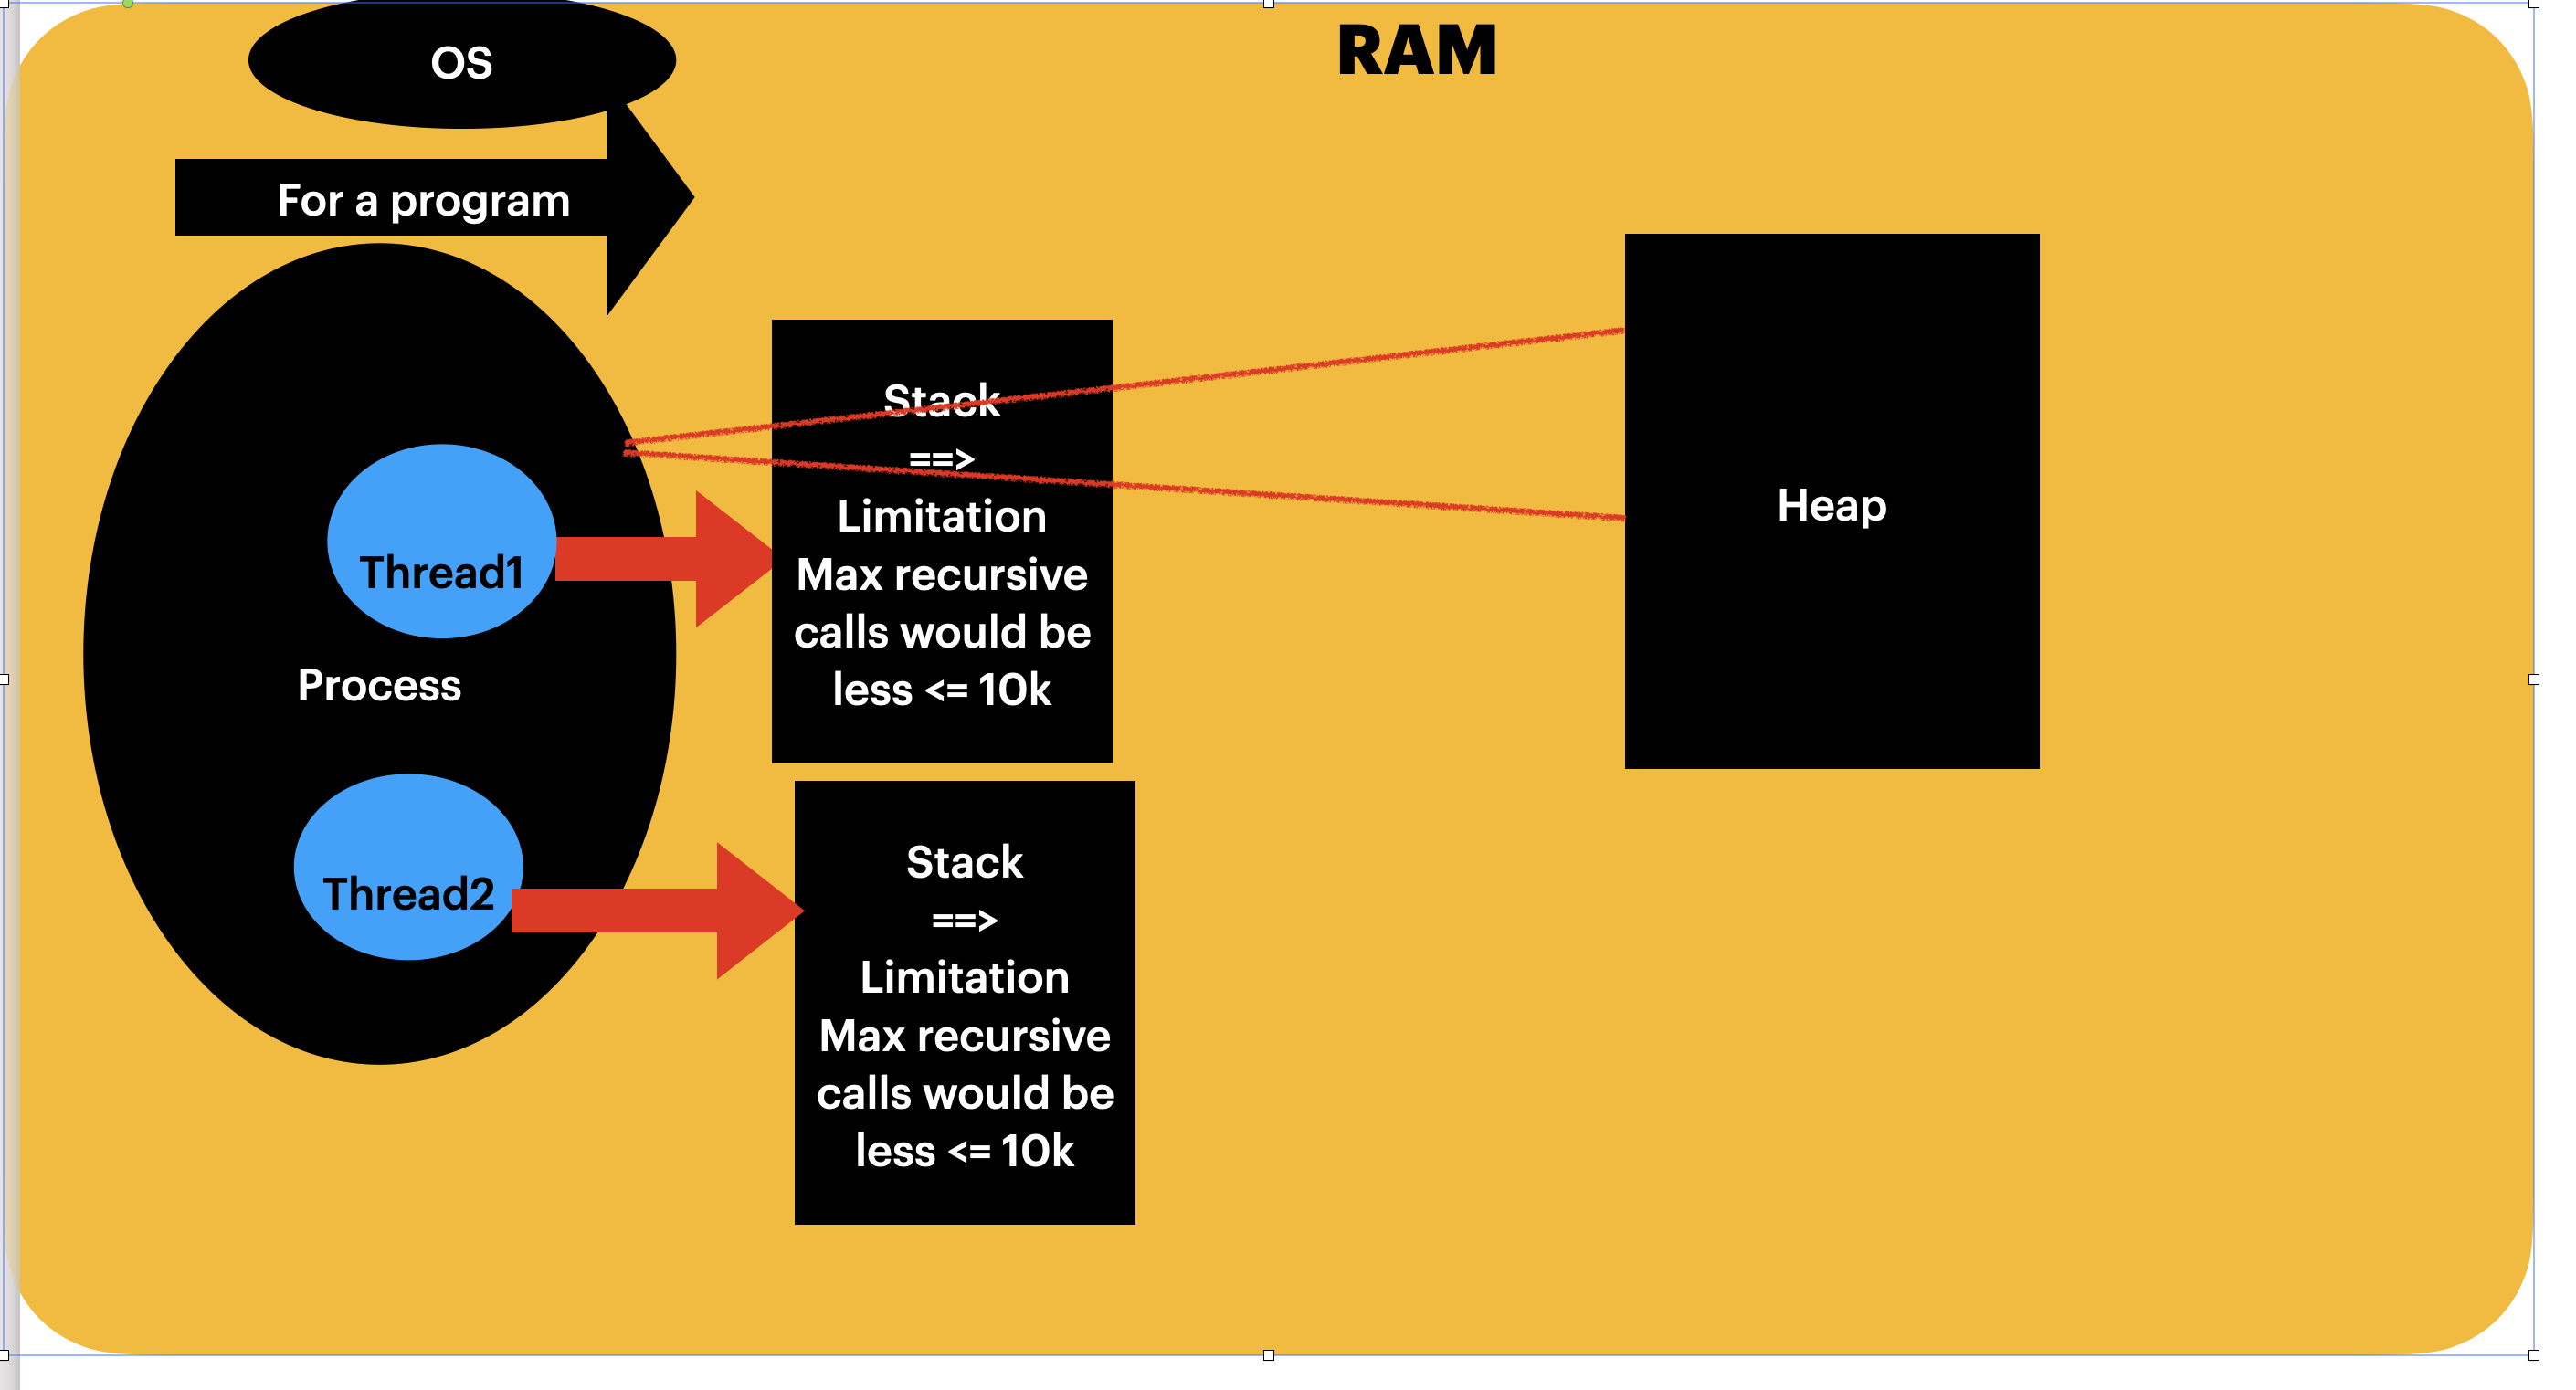 RAM
OS
For a program
Thread1
Process
Thread2
Stack
==>
Limitation
Max recursive
calls would be
less <= 10k
Stack
==>
Limitation
Max recursive
calls would be
less <= 10k
Heap